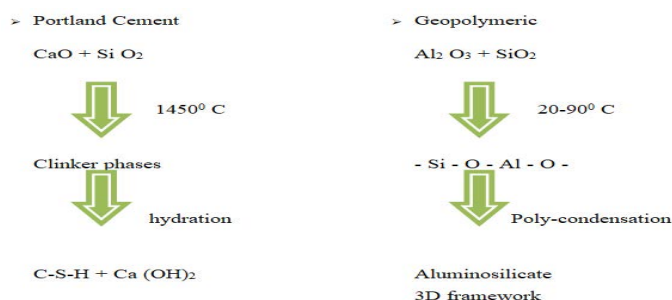 ➢ Portland Cement
CaO + Si O₂
1450⁰ C
Clinker phases
hydration
C-S-H + Ca (OH)₂
➢ Geopolymeric
Al₂ O₃ + SiO₂
20-90⁰ C
- Si - O - Al - O -
Poly-condensation
Aluminosilicate
3D framework